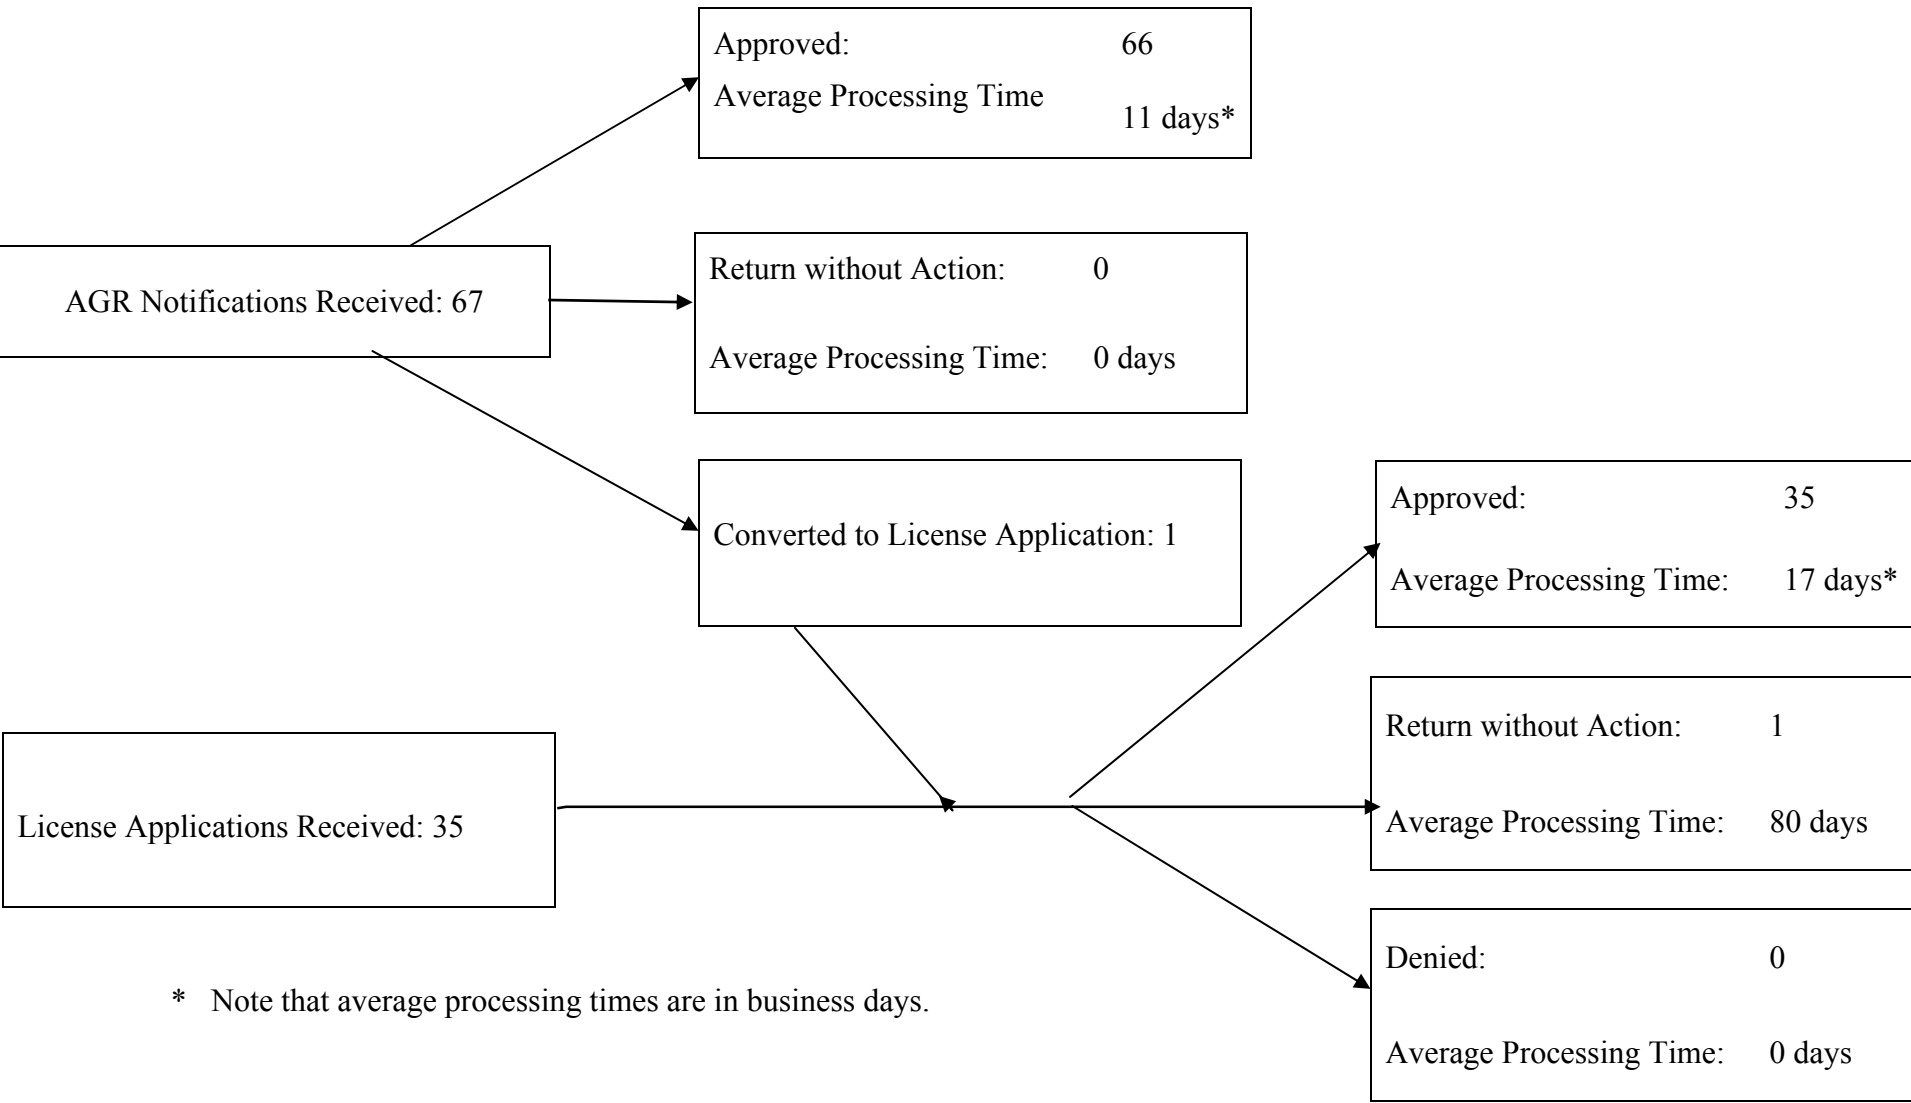 Approved: 66
Average Processing Time
11 days*
AGR Notifications Received: 67
Return without Action: 0
Average Processing Time: 0 days
Converted to License Application: 1
Approved: 35
Average Processing Time: 17 days*
License Applications Received: 35
Return without Action: 1
Average Processing Time: 80 days
Denied: 0
Average Processing Time: 0 days
* Note that average processing times are in business days.